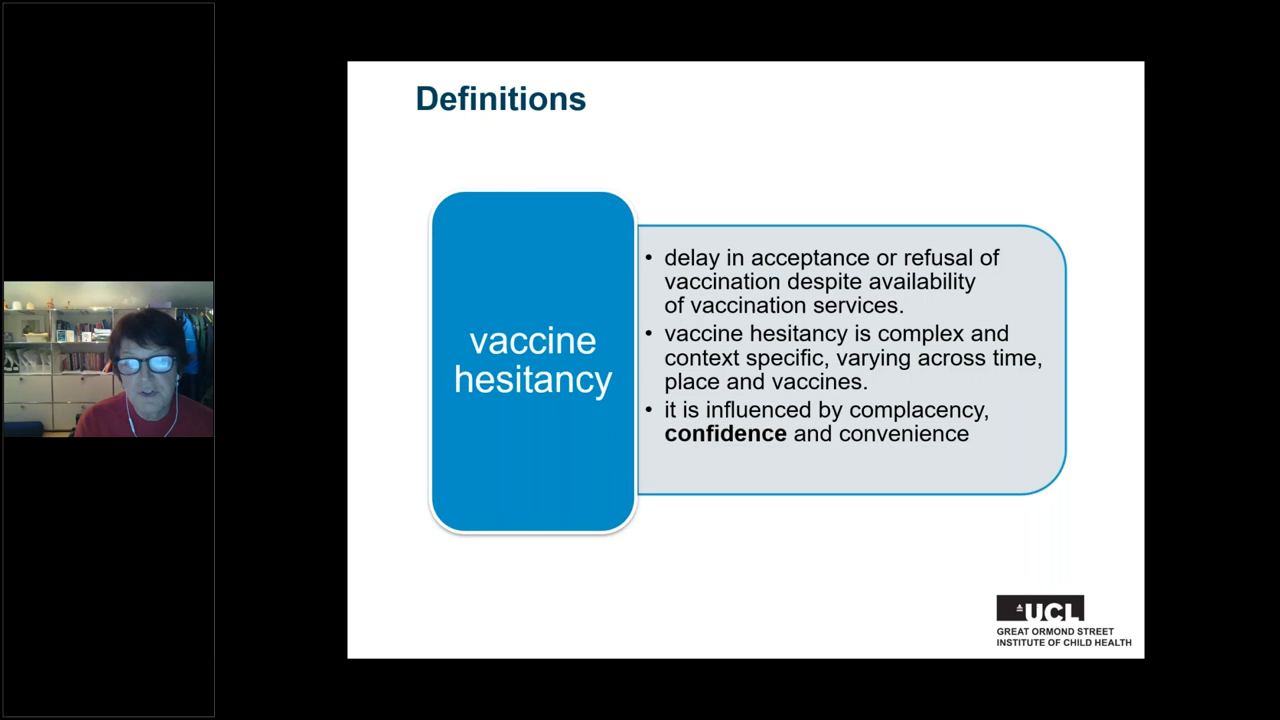 Definitions
vaccine
hesitancy
• delay in acceptance or refusal of
vaccination despite availability
of vaccination services.
• vaccine hesitancy is complex and
context specific, varying across time,
place and vaccines.
• it is influenced by complacency,
confidence and convenience
UCL
GREAT ORMOND STREET
INSTITUTE OF CHILD HEALTH